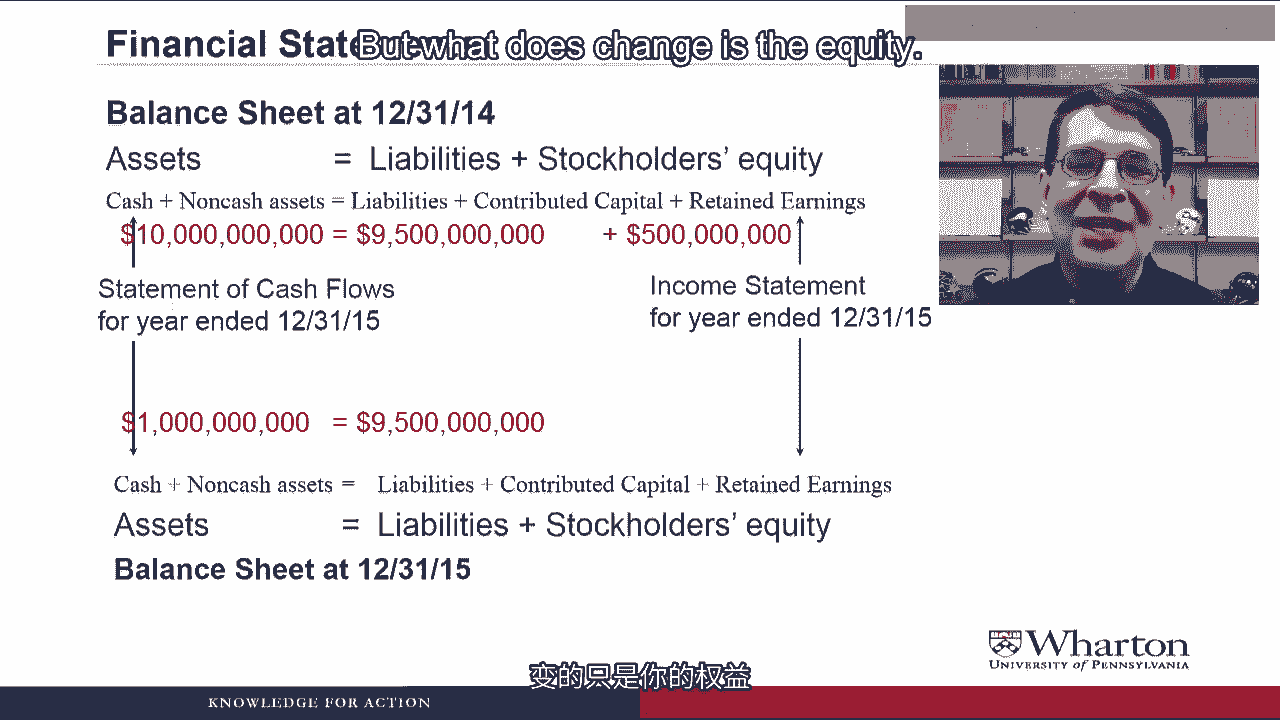 Financial State
But what does change is the equity.
Balance Sheet at 12/31/14
Assets = Liabilities + Stockholders’ equity
Cash + Noncash assets = Liabilities + Contributed Capital + Retained Earnings
$10,000,000,000 = $9,500,000,000 + $500,000,000
Statement of Cash Flows
for year ended 12/31/15
Income Statement
for year ended 12/31/15
$1,000,000,000 = $9,500,000,000
Cash + Noncash assets = Liabilities + Contributed Capital + Retained Earnings
Assets = Liabilities + Stockholders’ equity
Balance Sheet at 12/31/15
Wharton
UNIVERSITY of PENNSYLVANIA
变的只是你的权益
KNOWLEDGE FOR ACTION